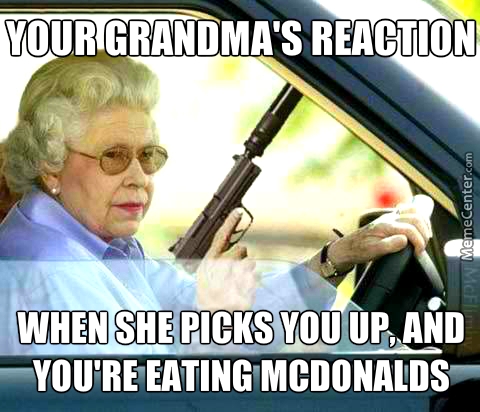 YOUR GRANDMA'S REACTION
WHEN SHE PICKS YOU UP, AND
YOU'RE EATING MCDONALDS
MemeCenter.com